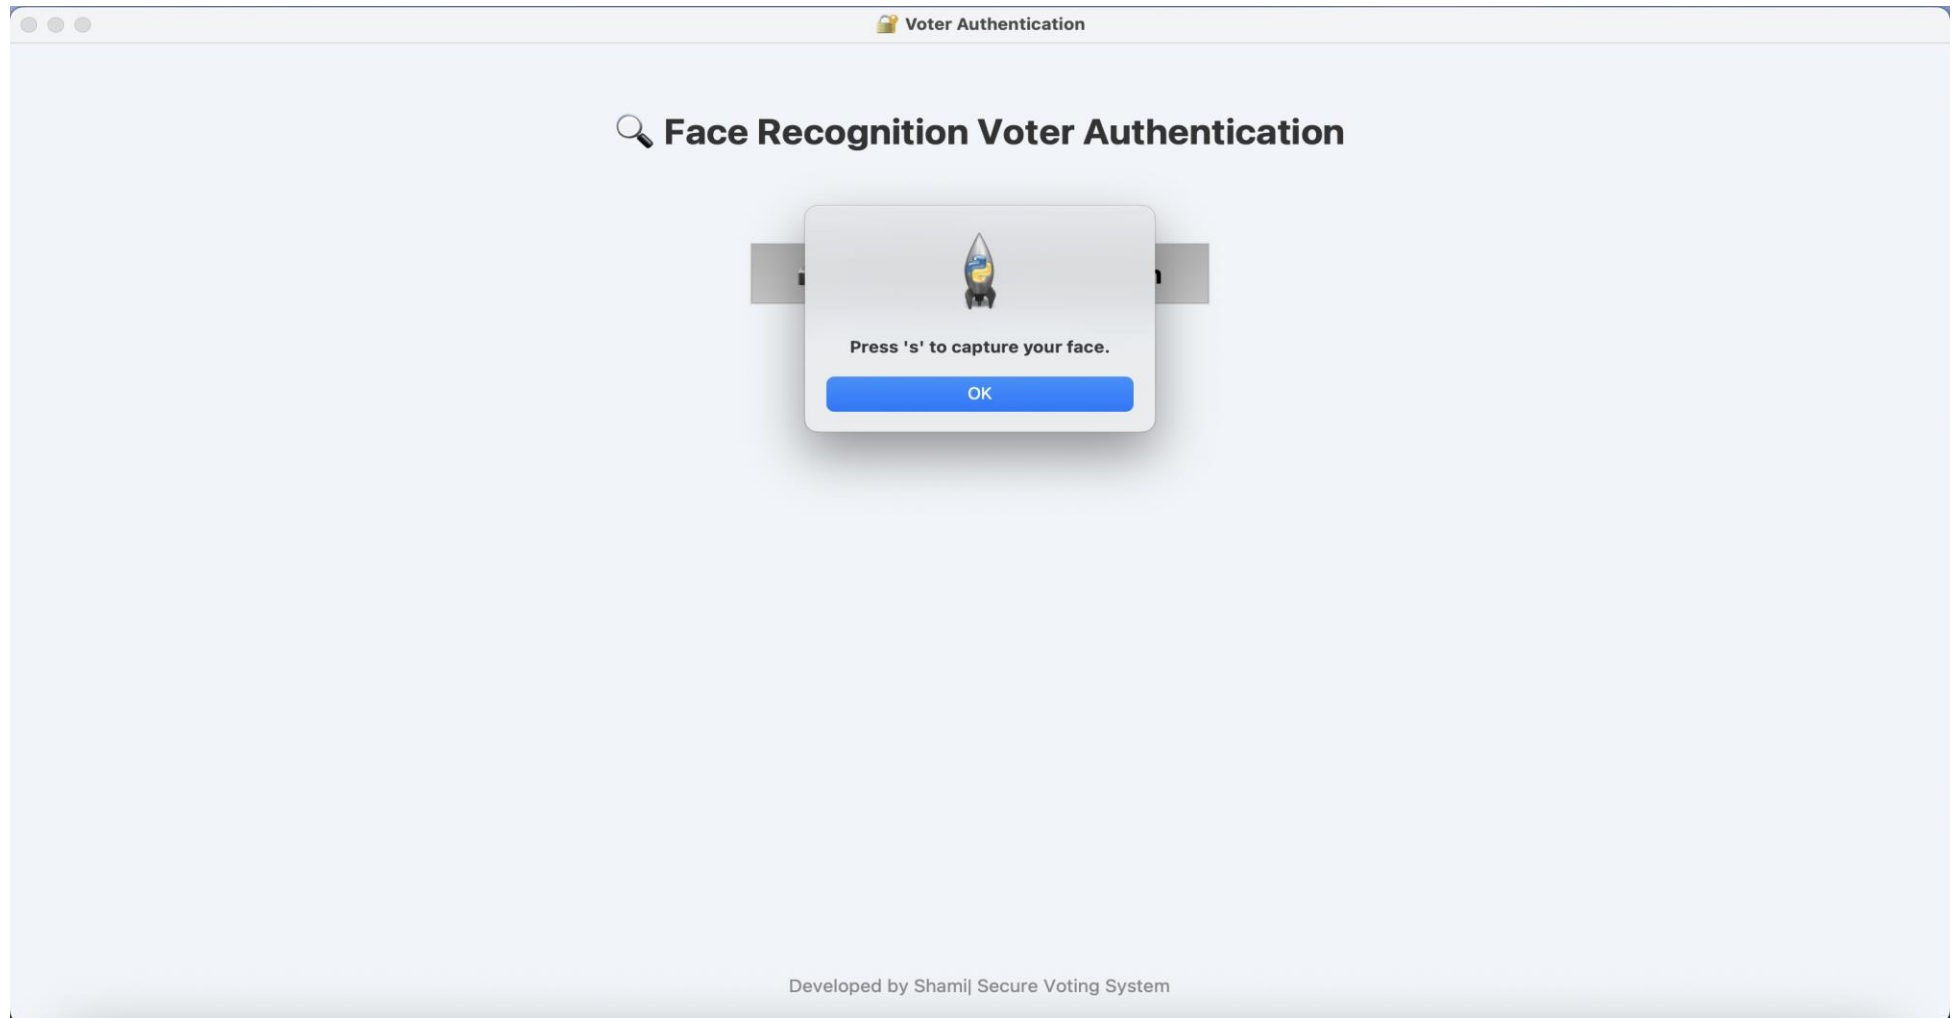 🔐 Voter Authentication
🔍 Face Recognition Voter Authentication
Press 's' to capture your face.
OK
Developed by Shami| Secure Voting System